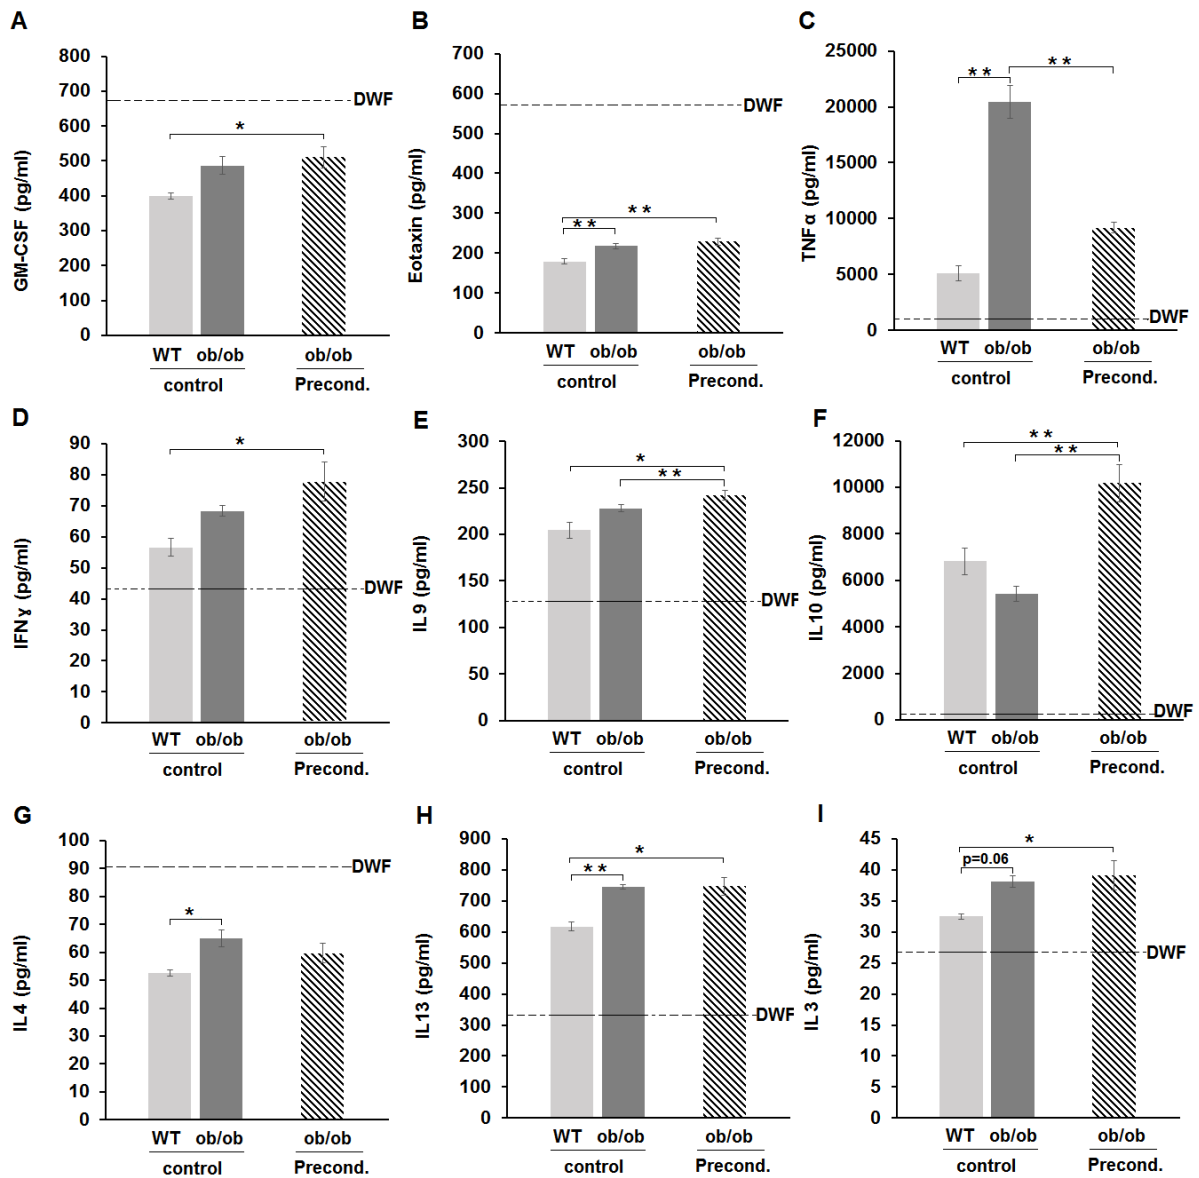 A
GM-CSF (pg/ml)
800
700
600
500
400
300
200
100
0
DWF
*
WT ob/ob ob/ob
control Precond.
B
Eotaxin (pg/ml)
700
600
500
400
300
200
100
0
DWF
**
**
WT ob/ob ob/ob
control Precond.
C
TNFα (pg/ml)
25000
20000
15000
10000
5000
0
** **
DWF
WT ob/ob ob/ob
control Precond.
D
IFNɣ (pg/ml)
90
80
70
60
50
40
30
20
10
0
*
DWF
WT ob/ob ob/ob
control Precond.
E
IL9 (pg/ml)
300
250
200
150
100
50
0
*
**
DWF
WT ob/ob ob/ob
control Precond.
F
IL10 (pg/ml)
12000
10000
8000
6000
4000
2000
0
**
**
DWF
WT ob/ob ob/ob
control Precond.
G
IL4 (pg/ml)
100
90
80
70
60
50
40
30
20
10
0
DWF
*
WT ob/ob ob/ob
control Precond.
H
IL13 (pg/ml)
900
800
700
600
500
400
300
200
100
0
*
**
DWF
WT ob/ob ob/ob
control Precond.
I
IL3 (pg/ml)
45
40
35
30
25
20
15
10
5
0
*
p=0.06
DWF
WT ob/ob ob/ob
control Precond.